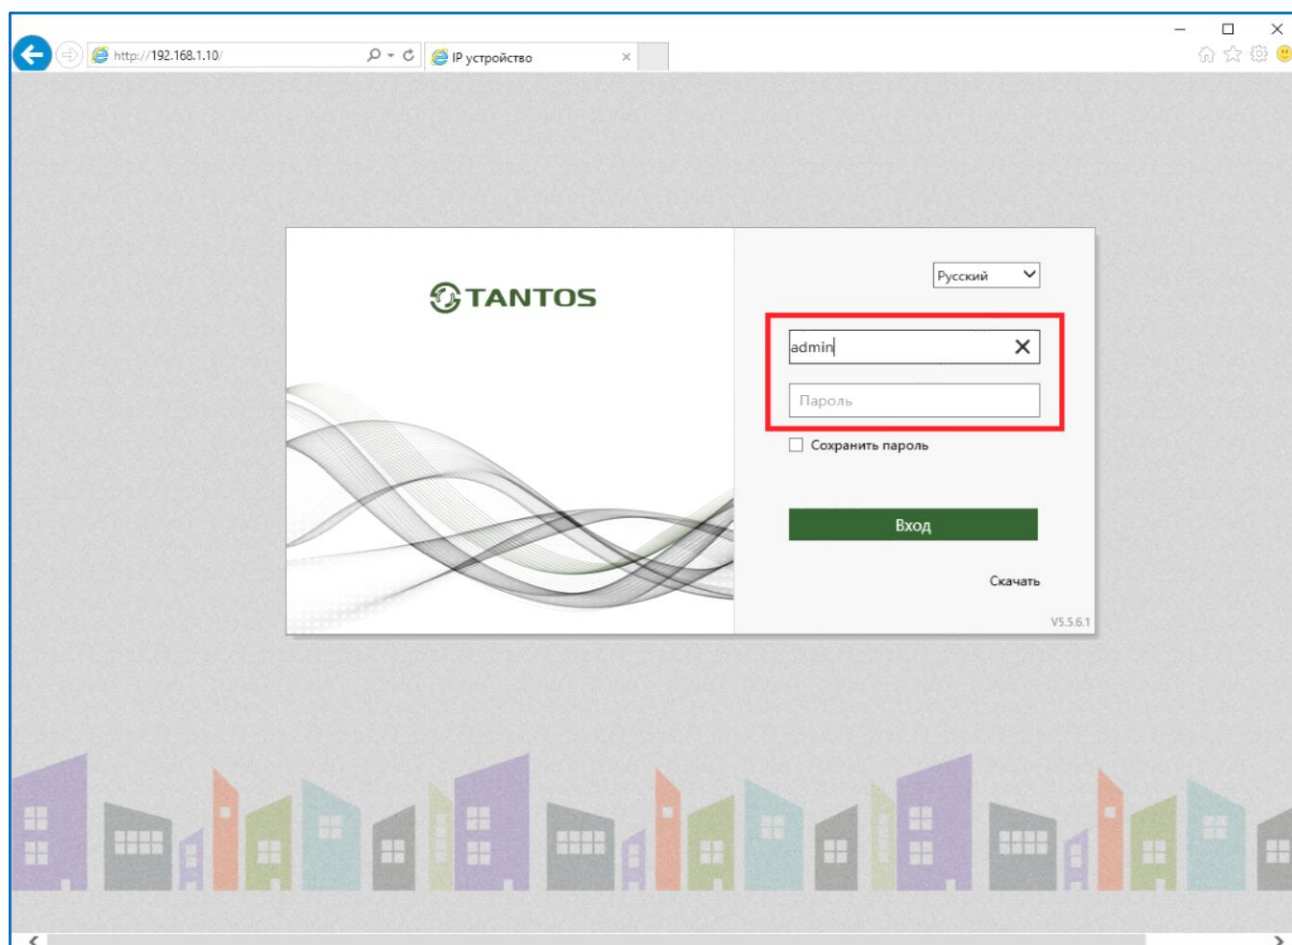 http://192.168.1.10/
IP устройство
TANTOS
Русский
admin
Пароль
Сохранить пароль
Вход
Скачать
V5.5.6.1